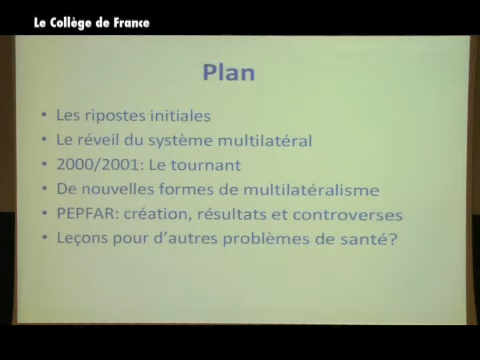 Le Collège de France
Plan
• Les ripostes initiales
• Le réveil du système multilatéral
• 2000/2001: Le tournant
• De nouvelles formes de multilatéralisme
• PEPFAR: création, résultats et controverses
• Leçons pour d'autres problèmes de santé?